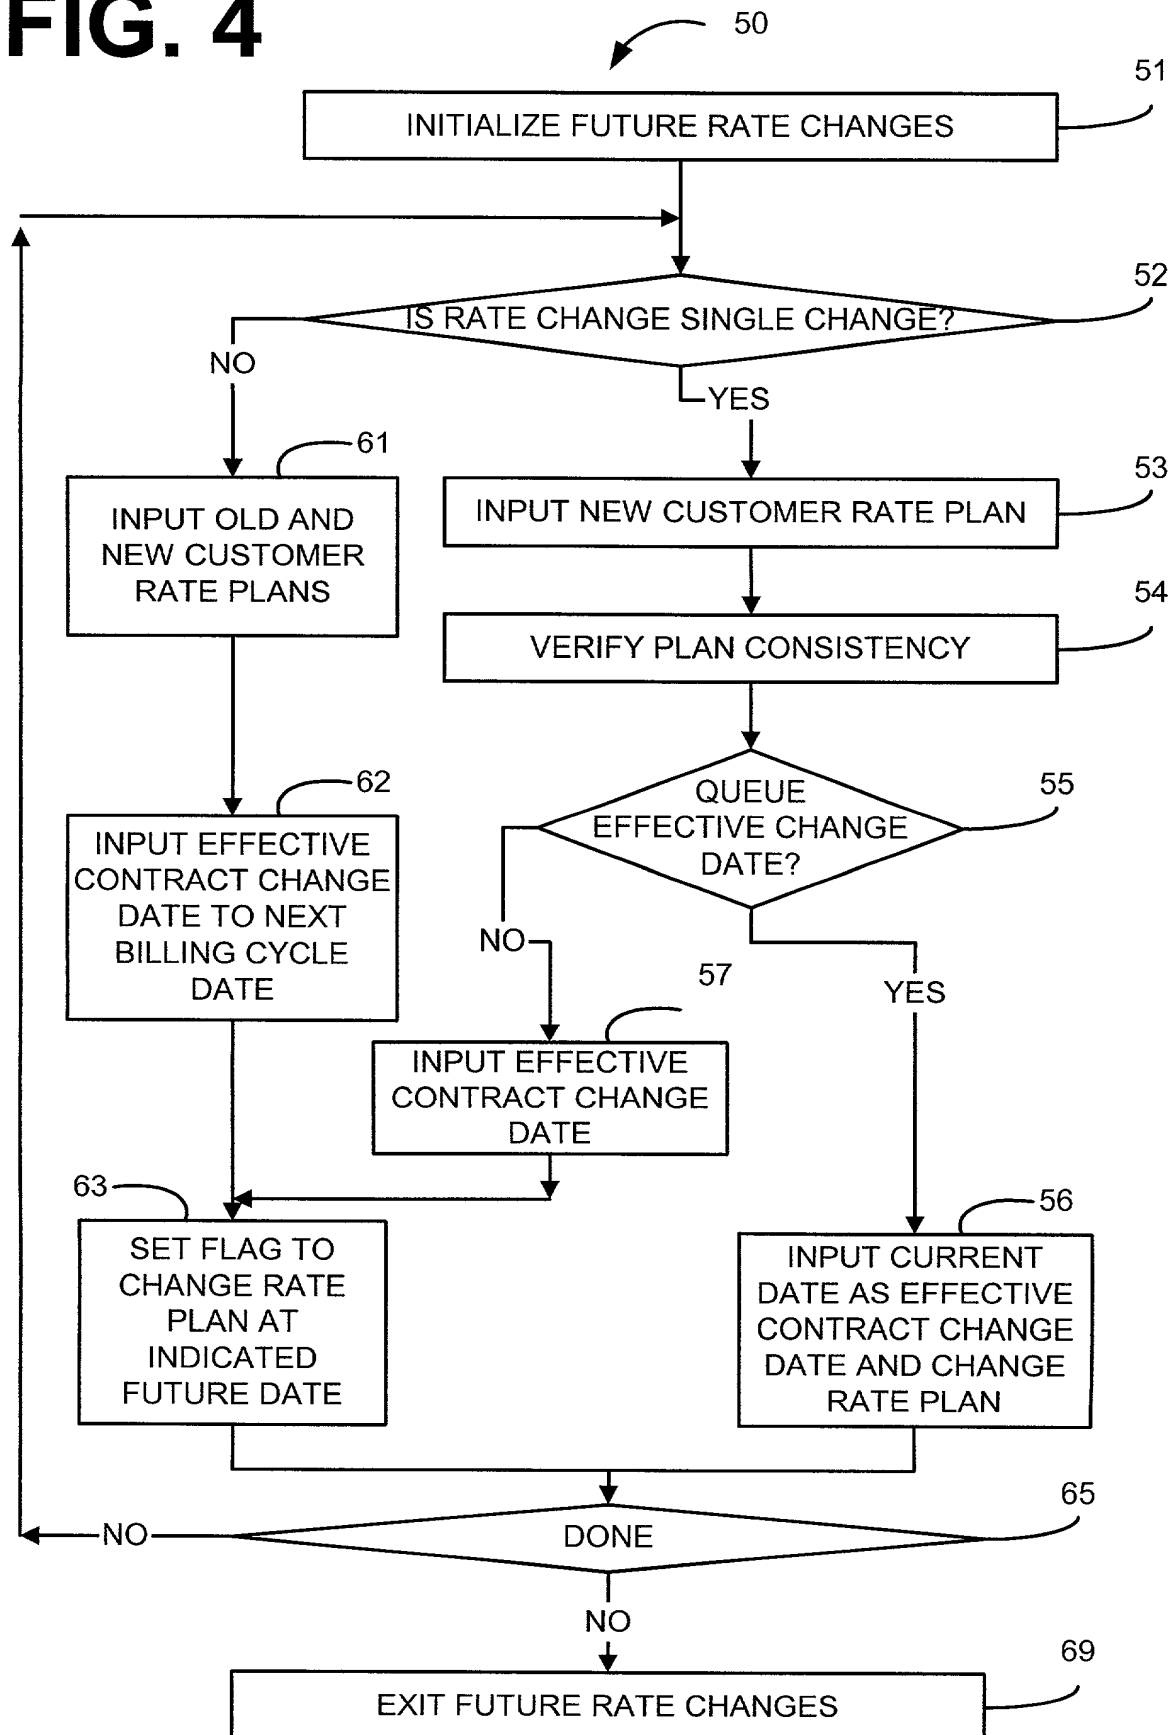 FIG. 4
50
51
INITIALIZE FUTURE RATE CHANGES
52
IS RATE CHANGE SINGLE CHANGE?
NO
YES
61
INPUT OLD AND
NEW CUSTOMER
RATE PLANS
53
INPUT NEW CUSTOMER RATE PLAN
54
VERIFY PLAN CONSISTENCY
62
INPUT EFFECTIVE
CONTRACT CHANGE
DATE TO NEXT
BILLING CYCLE
DATE
55
QUEUE
EFFECTIVE CHANGE
DATE?
NO
YES
57
INPUT EFFECTIVE
CONTRACT CHANGE
DATE
63
SET FLAG TO
CHANGE RATE
PLAN AT
INDICATED
FUTURE DATE
56
INPUT CURRENT
DATE AS EFFECTIVE
CONTRACT CHANGE
DATE AND CHANGE
RATE PLAN
65
DONE
NO
NO
69
EXIT FUTURE RATE CHANGES